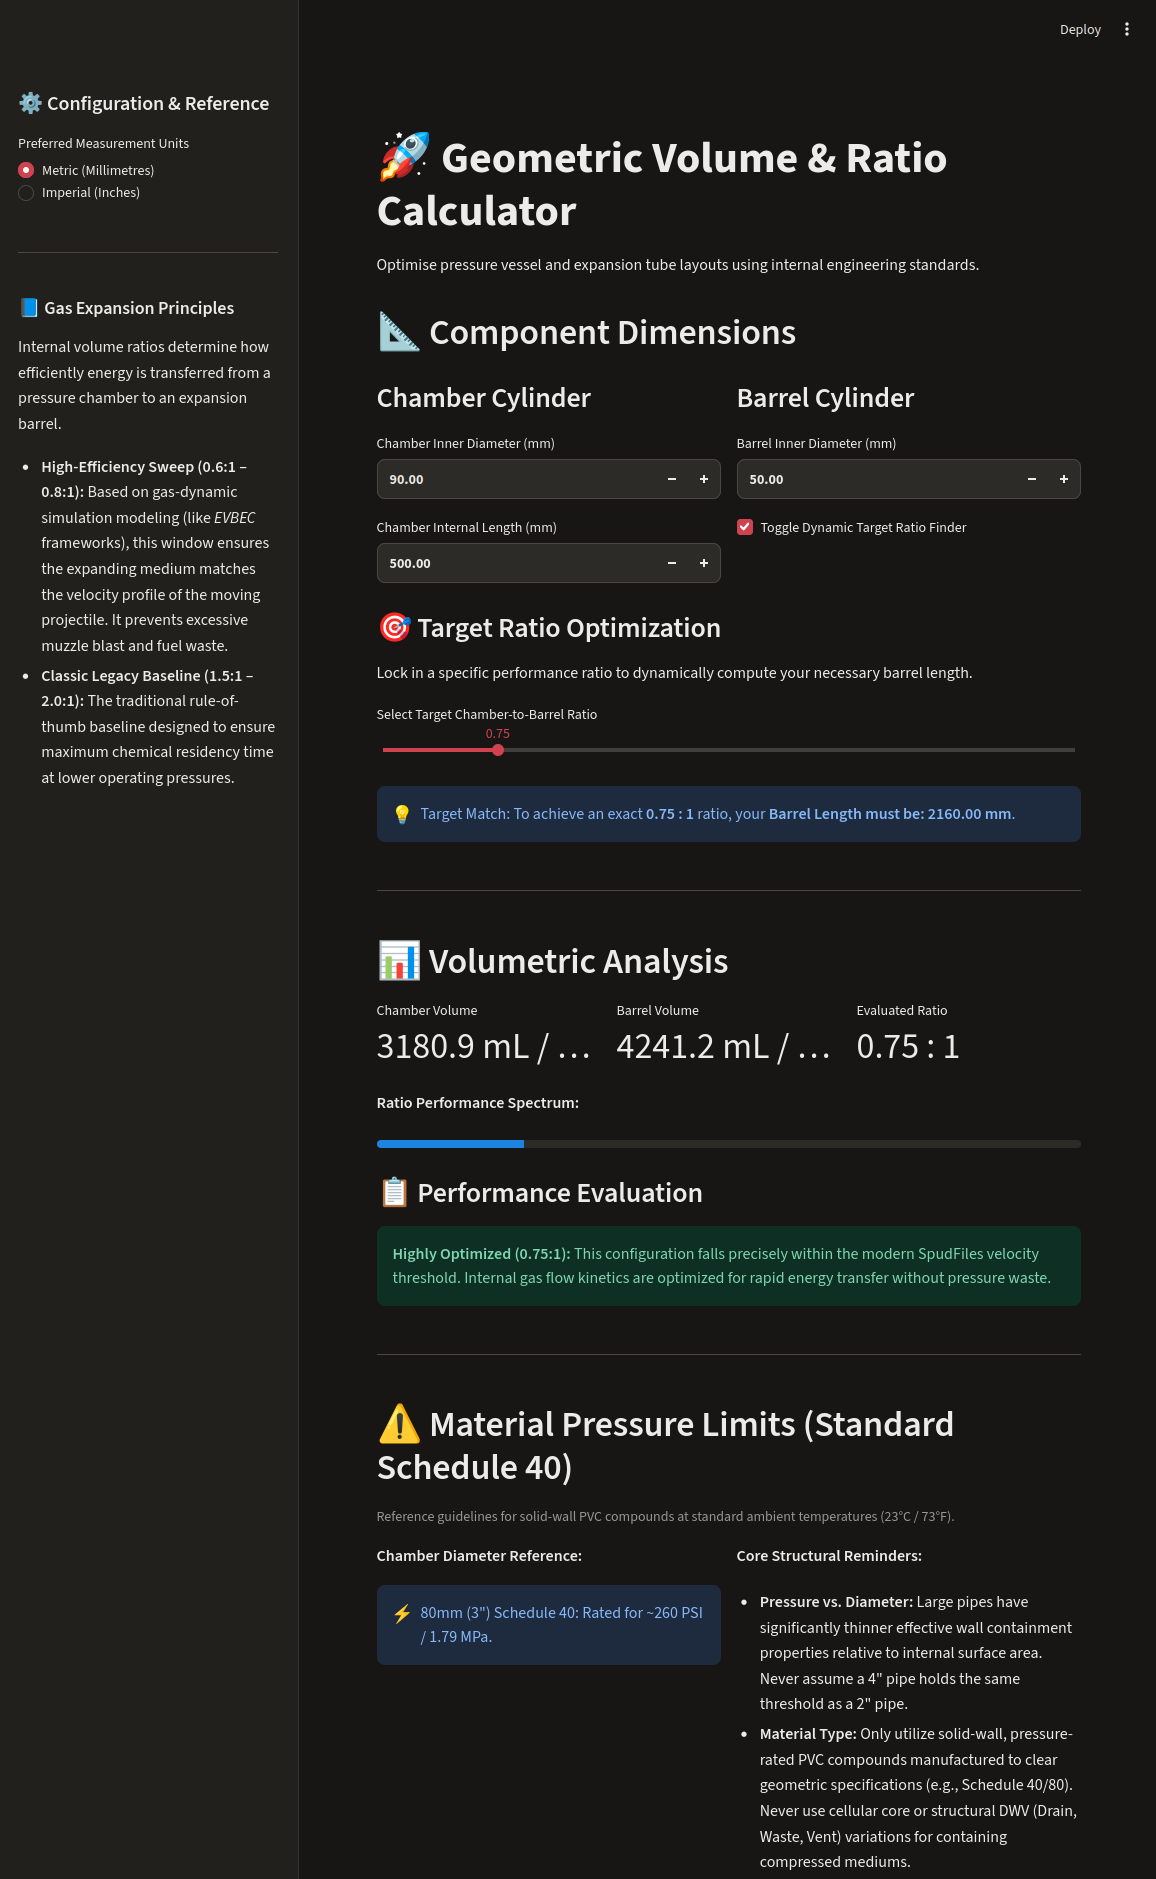 Deploy
⚙️ Configuration & Reference
Preferred Measurement Units
Metric (Millimetres)
Imperial (Inches)
📘 Gas Expansion Principles
Internal volume ratios determine how
efficiently energy is transferred from a
pressure chamber to an expansion
barrel.
• High-Efficiency Sweep (0.6:1 –
0.8:1): Based on gas-dynamic
simulation modeling (like EVBEC
frameworks), this window ensures
the expanding medium matches
the velocity profile of the moving
projectile. It prevents excessive
muzzle blast and fuel waste.
• Classic Legacy Baseline (1.5:1 –
2.0:1): The traditional rule-of-
thumb baseline designed to ensure
maximum chemical residency time
at lower operating pressures.
🚀 Geometric Volume & Ratio
Calculator
Optimise pressure vessel and expansion tube layouts using internal engineering standards.
📐 Component Dimensions
Chamber Cylinder
Chamber Inner Diameter (mm)
90.00
Chamber Internal Length (mm)
500.00
Barrel Cylinder
Barrel Inner Diameter (mm)
50.00
Toggle Dynamic Target Ratio Finder
🎯 Target Ratio Optimization
Lock in a specific performance ratio to dynamically compute your necessary barrel length.
Select Target Chamber-to-Barrel Ratio
0.75
💡 Target Match: To achieve an exact 0.75 : 1 ratio, your Barrel Length must be: 2160.00 mm.
📊 Volumetric Analysis
Chamber Volume
3180.9 mL / …
Barrel Volume
4241.2 mL / …
Evaluated Ratio
0.75 : 1
Ratio Performance Spectrum:
📋 Performance Evaluation
Highly Optimized (0.75:1): This configuration falls precisely within the modern SpudFiles velocity
threshold. Internal gas flow kinetics are optimized for rapid energy transfer without pressure waste.
⚠️ Material Pressure Limits (Standard
Schedule 40)
Reference guidelines for solid-wall PVC compounds at standard ambient temperatures (23°C / 73°F).
Chamber Diameter Reference:
⚡ 80mm (3") Schedule 40: Rated for ~260 PSI
/ 1.79 MPa.
Core Structural Reminders:
• Pressure vs. Diameter: Large pipes have
significantly thinner effective wall containment
properties relative to internal surface area.
Never assume a 4" pipe holds the same
threshold as a 2" pipe.
• Material Type: Only utilize solid-wall, pressure-
rated PVC compounds manufactured to clear
geometric specifications (e.g., Schedule 40/80).
Never use cellular core or structural DWV (Drain,
Waste, Vent) variations for containing
compressed mediums.